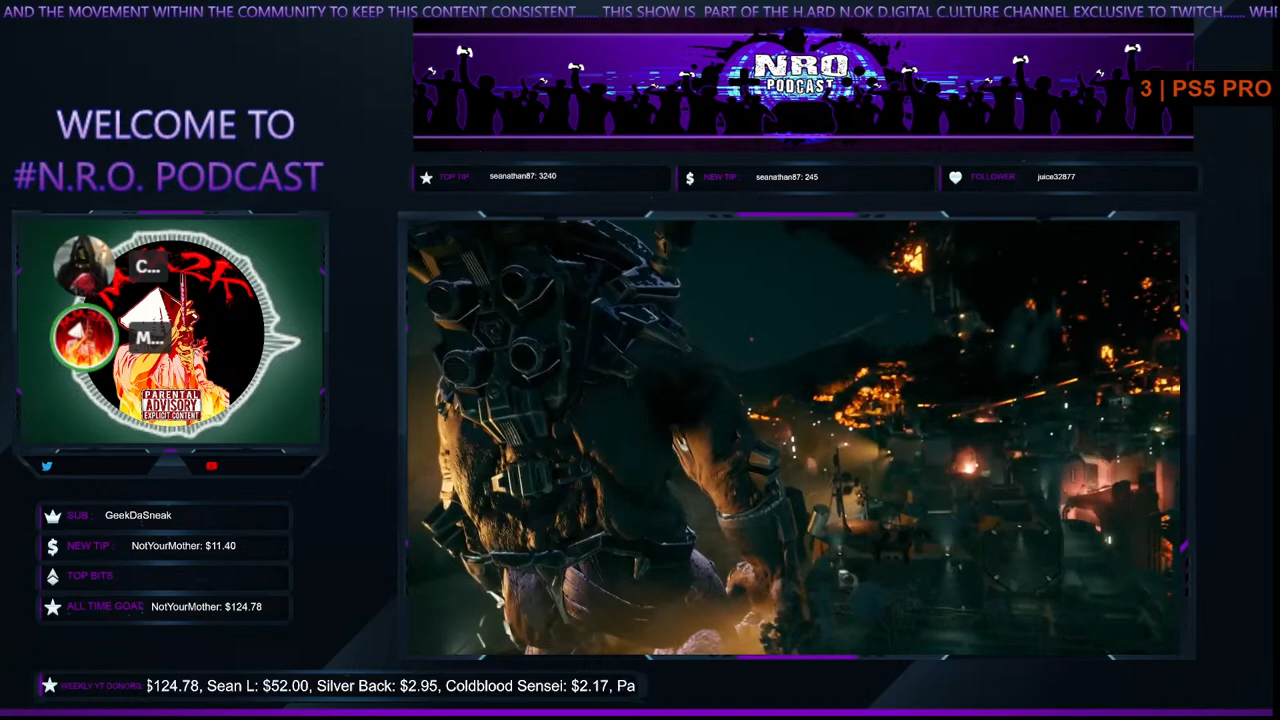 AND THE MOVEMENT WITHIN THE COMMUNITY TO KEEP THIS CONTENT CONSISTENT....... THIS SHOW IS PART OF THE H.ARD N.OK D.IGITAL C.ULTURE CHANNEL EXCLUSIVE TO TWITCH....... WHI
NRO
PODCAST
3 | PS5 PRO
WELCOME TO
#N.R.O. PODCAST
TOP TIP seanathan87: 3240
NEW TIP : seanathan87: 245
FOLLOWER : juice32877
C...
M...
PARENTAL
ADVISORY
EXPLICIT CONTENT
SUB : GeekDaSneak
NEW TIP : NotYourMother: $11.40
TOP BITS
ALL TIME GOAT: NotYourMother: $124.78
WEEKLY YT DONORS: $124.78, Sean L: $52.00, Silver Back: $2.95, Coldblood Sensei: $2.17, Pa